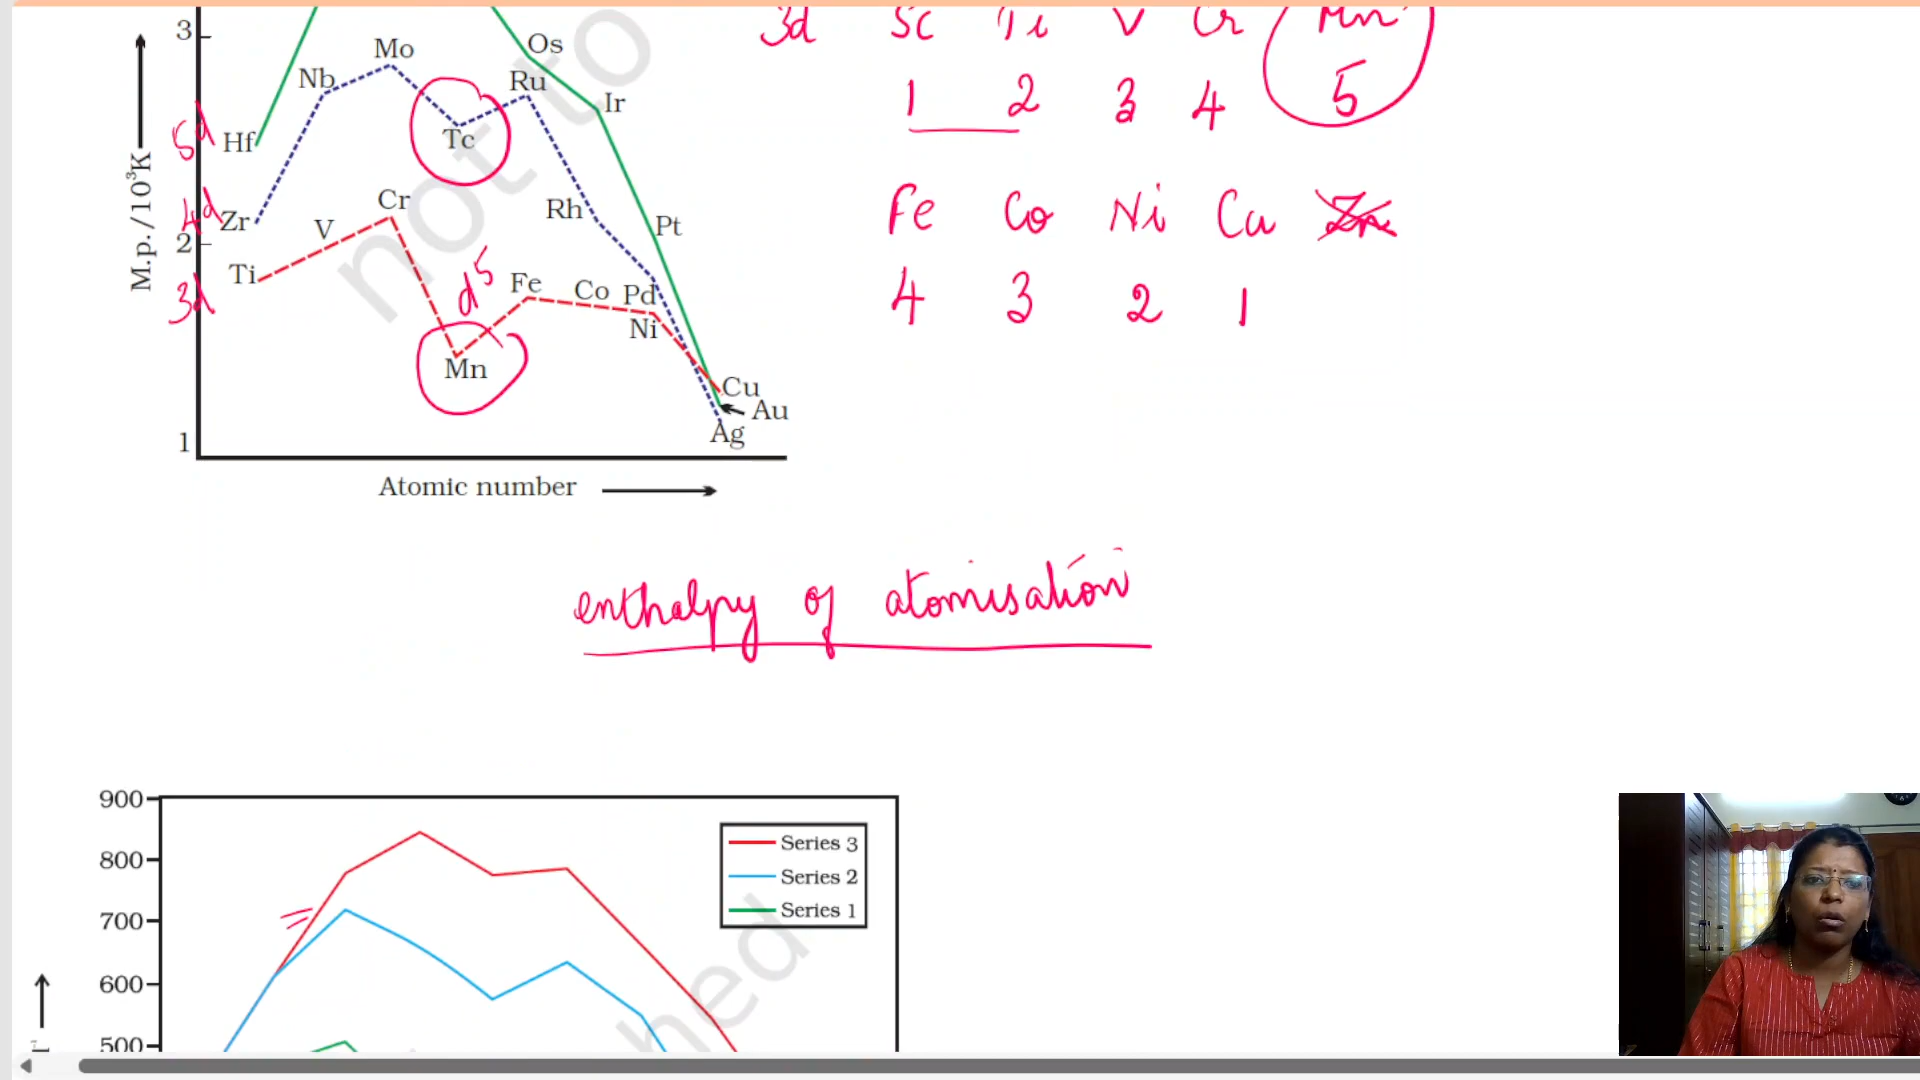 3d Sc Ti V Cr Mn
1 2 3 4 5
Fe Co Ni Cu Zn
4 3 2 1
3
2
1
M.p./10³K
5d
4d
3d
Hf
Zr
Ti
Nb
Mo
Tc
Ru
Os
Ir
Rh
Pt
V
Cr
d⁵
Mn
Fe
Co
Pd
Ni
Cu
Au
Ag
not to
Atomic number
enthalpy of atomisation
900
800
700
600
500
Series 3
Series 2
Series 1
hed